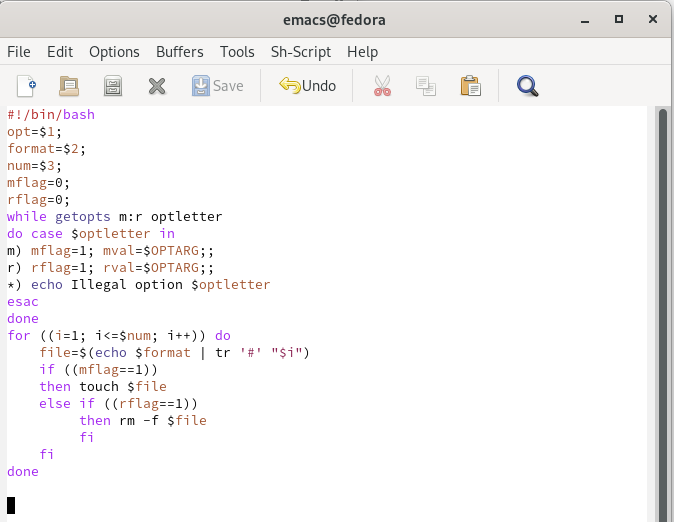 emacs@fedora
File Edit Options Buffers Tools Sh-Script Help
Save Undo
#!/bin/bash
opt=$1;
format=$2;
num=$3;
mflag=0;
rflag=0;
while getopts m:r optletter
do case $optletter in
m) mflag=1; mval=$OPTARG;;
r) rflag=1; rval=$OPTARG;;
*) echo Illegal option $optletter
esac
done
for ((i=1; i<=$num; i++)) do
    file=$(echo $format | tr '#' "$i")
    if ((mflag==1))
    then touch $file
    else if ((rflag==1))
         then rm -f $file
         fi
    fi
done